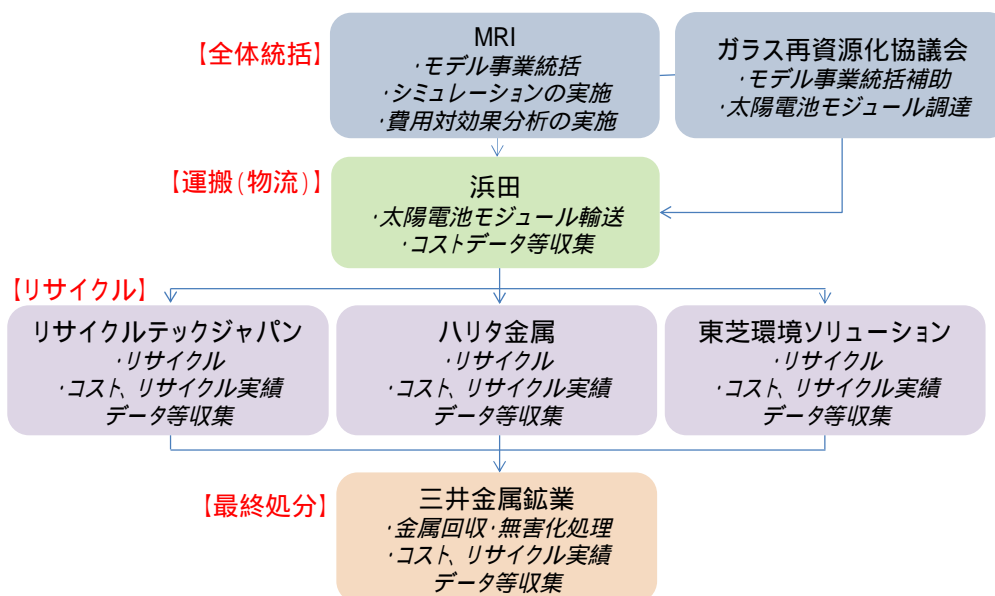 【全体統括】
MRI
・モデル事業統括
・シミュレーションの実施
・費用対効果分析の実施
ガラス再資源化協議会
・モデル事業統括補助
・太陽電池モジュール調達
【運搬(物流)】
浜田
・太陽電池モジュール輸送
・コストデータ等収集
【リサイクル】
リサイクルテックジャパン
・リサイクル
・コスト、リサイクル実績
データ等収集
ハリタ金属
・リサイクル
・コスト、リサイクル実績
データ等収集
東芝環境ソリューション
・リサイクル
・コスト、リサイクル実績
データ等収集
【最終処分】
三井金属鉱業
・金属回収・無害化処理
・コスト、リサイクル実績
データ等収集